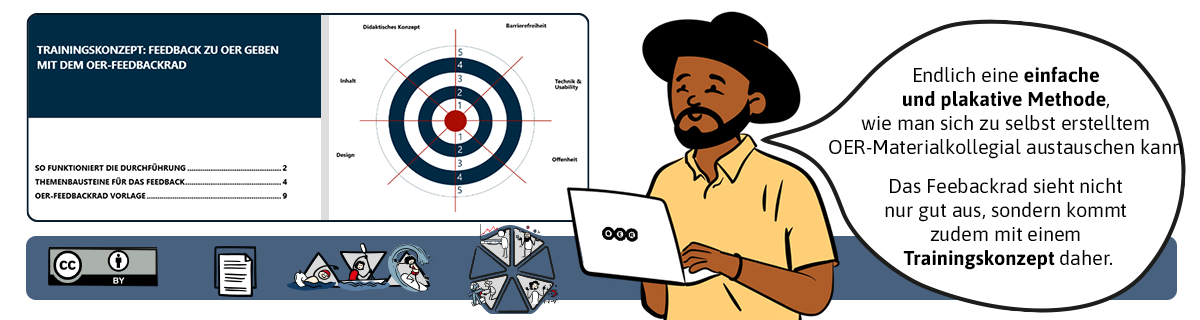 TRAININGSKONZEPT: FEEDBACK ZU OER GEBEN
MIT DEM OER-FEEDBACKRAD
SO FUNKTIONIERT DIE DURCHFÜHRUNG ........ 2
THEMENBAUSTEINE FÜR DAS FEEDBACK........ 4
OER-FEEDBACKRAD VORLAGE ........ 9
Didaktisches Konzept
Barrierefreiheit
Inhalt
Technik &
Usability
Design
Offenheit
5
4
3
2
1
1
2
3
4
5
cc
BY
OER
Endlich eine einfache
und plakative Methode,
wie man sich zu selbst erstelltem
OER-Materialkollegial austauschen kann
Das Feebackrad sieht nicht
nur gut aus, sondern kommt
zudem mit einem
Trainingskonzept daher.